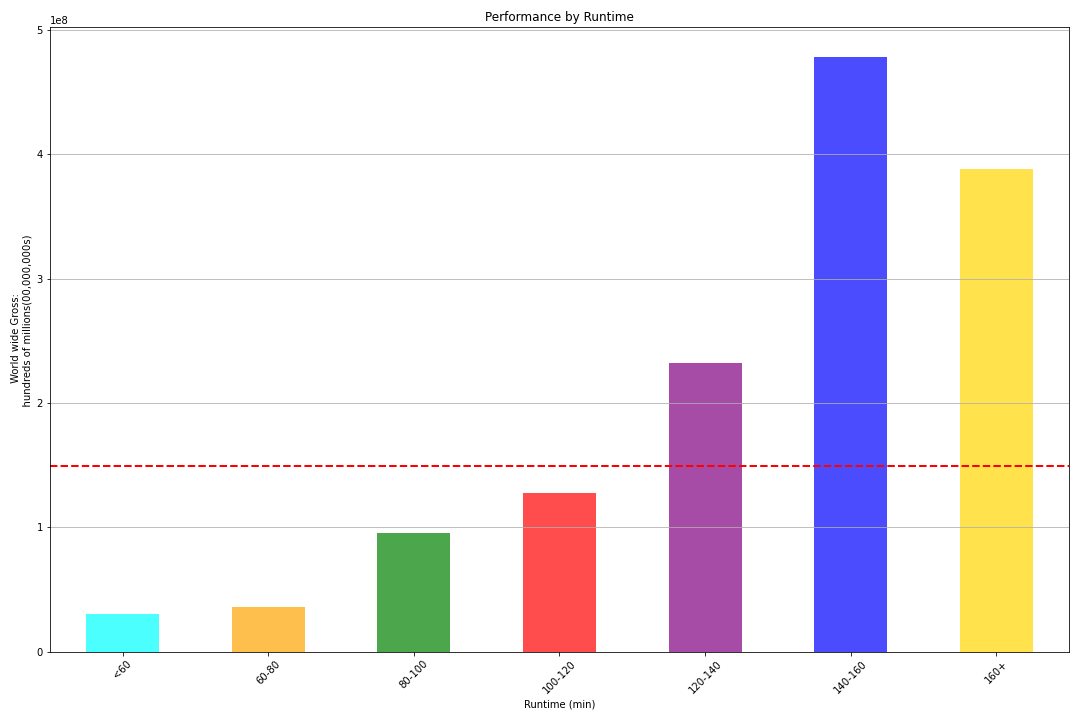 Performance by Runtime
1e8
5
4
3
2
1
0
World wide Gross:
hundreds of millions(00,000,000s)
<60
60-80
80-100
100-120
120-140
140-160
160+
Runtime (min)